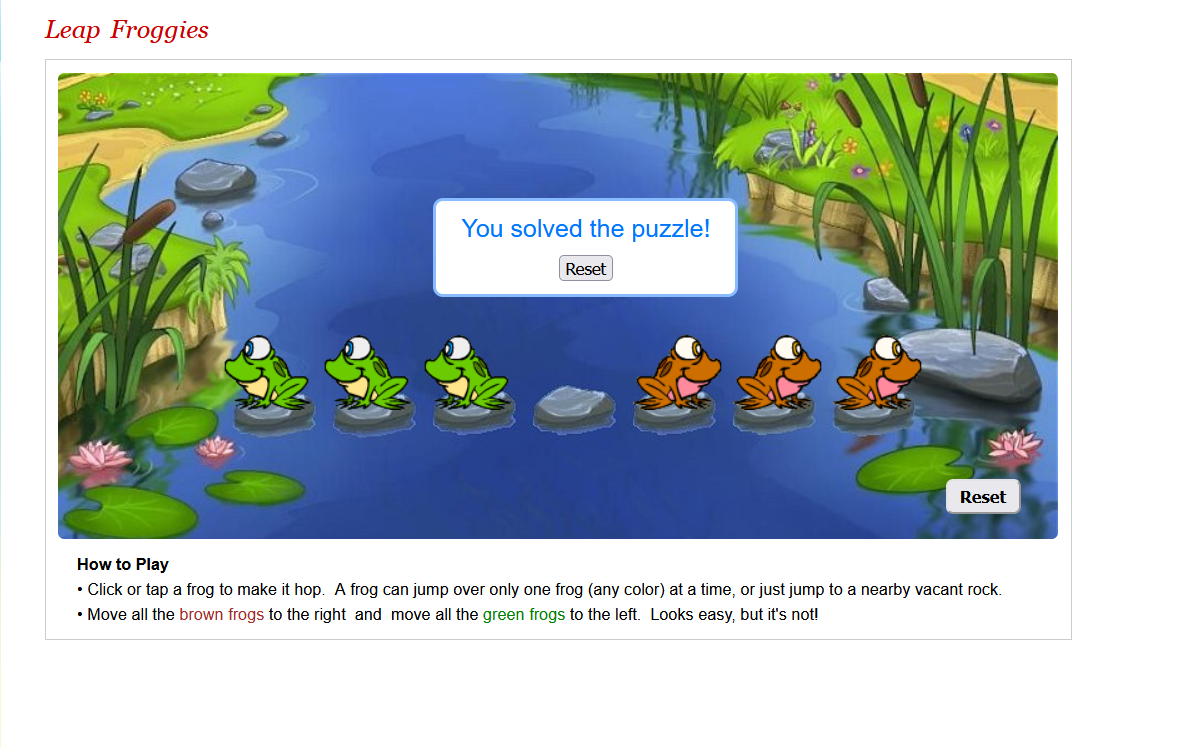 Leap Froggies
You solved the puzzle!
Reset
Reset
How to Play
• Click or tap a frog to make it hop.  A frog can jump over only one frog (any color) at a time, or just jump to a nearby vacant rock.
• Move all the brown frogs to the right  and  move all the green frogs to the left.  Looks easy, but it's not!